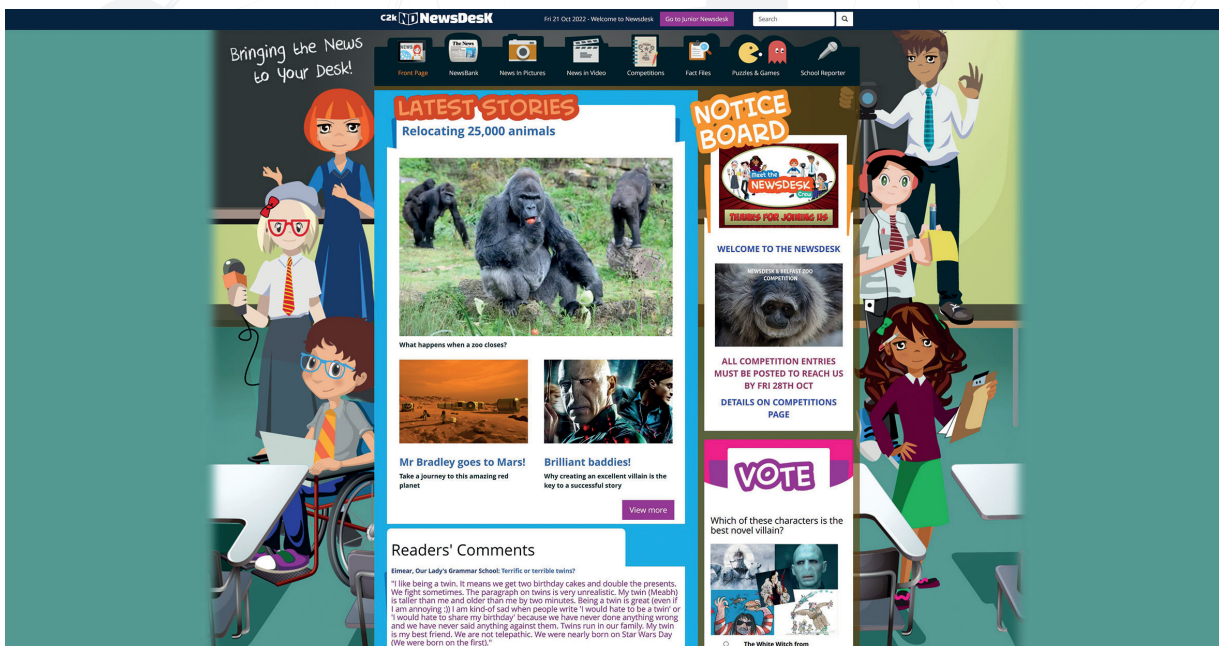 C2k ND NewsDesk
Fri 21 Oct 2022 - Welcome to Newsdesk
Go to Junior Newsdesk
Search
Bringing the News
to Your Desk!
NEWS
The News
Front Page
NewsBank
News In Pictures
News in Video
Competitions
Fact Files
Puzzles & Games
School Reporter
LATEST STORIES
Relocating 25,000 animals
What happens when a zoo closes?
Mr Bradley goes to Mars!
Take a journey to this amazing red
planet
Brilliant baddies!
Why creating an excellent villain is the
key to a successful story
View more
Readers' Comments
Eimear, Our Lady's Grammar School: Terrific or terrible twins?
"I like being a twin. It means we get two birthday cakes and double the presents.
We fight sometimes. The paragraph on twins is very unrealistic. My twin (Meabh)
is taller than me and older than me by two minutes. Being a twin is great (even if
I am annoying :)) I am kind-of sad when people write 'I would hate to be a twin' or
'I would hate to share my birthday' because we have never done anything wrong
and we have never said anything against them. Twins run in our family. My twin
is my best friend. We are not telepathic. We were nearly born on Star Wars Day
(We were born on the first)."
NOTICE
BOARD
Meet the
NEWSDESK
Crew
THANKS FOR JOINING US
WELCOME TO THE NEWSDESK
NEWSDESK & BELFAST ZOO
COMPETITION
ALL COMPETITION ENTRIES
MUST BE POSTED TO REACH US
BY FRI 28TH OCT
DETAILS ON COMPETITIONS
PAGE
VOTE
Which of these characters is the
best novel villain?
The White Witch from